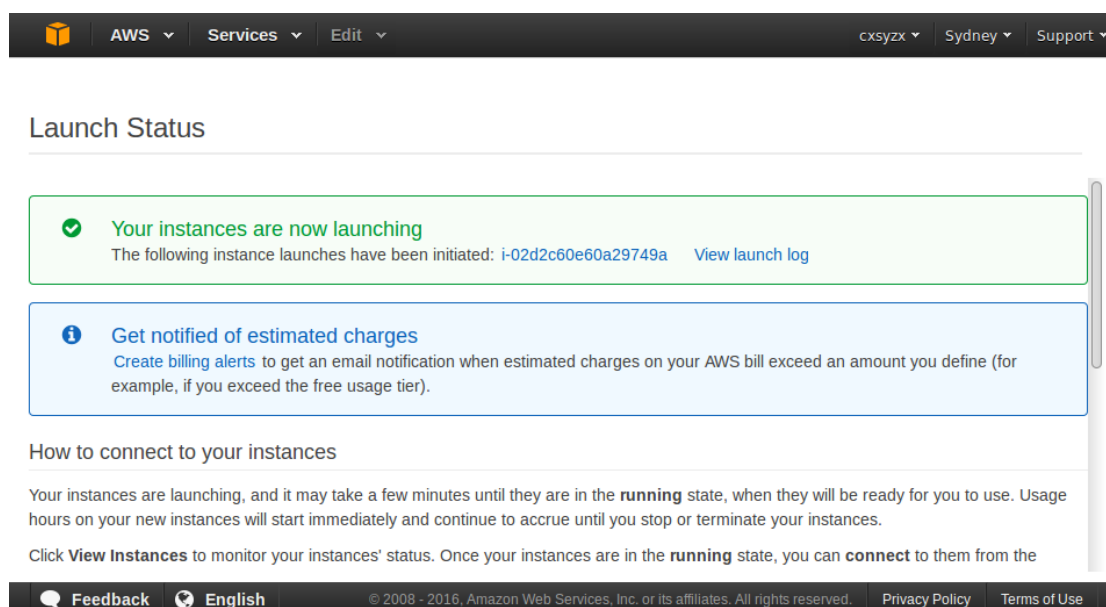 AWS Services Edit cxsyzx Sydney Support
Launch Status
Your instances are now launching
The following instance launches have been initiated: i-02d2c60e60a29749a View launch log
Get notified of estimated charges
Create billing alerts to get an email notification when estimated charges on your AWS bill exceed an amount you define (for
example, if you exceed the free usage tier).
How to connect to your instances
Your instances are launching, and it may take a few minutes until they are in the running state, when they will be ready for you to use. Usage
hours on your new instances will start immediately and continue to accrue until you stop or terminate your instances.
Click View Instances to monitor your instances' status. Once your instances are in the running state, you can connect to them from the
Feedback English © 2008 - 2016, Amazon Web Services, Inc. or its affiliates. All rights reserved. Privacy Policy Terms of Use